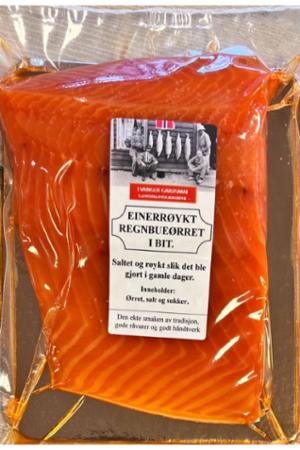 EINERRØYKT
REGNBUEØRRET
I BIT.
Saltet og røykt slik det ble
gjort i gamle dager.
Inneholder:
Ørret, salt og sukker.
Den ekte smaken av tradisjon,
gode råvarer og godt håndtverk